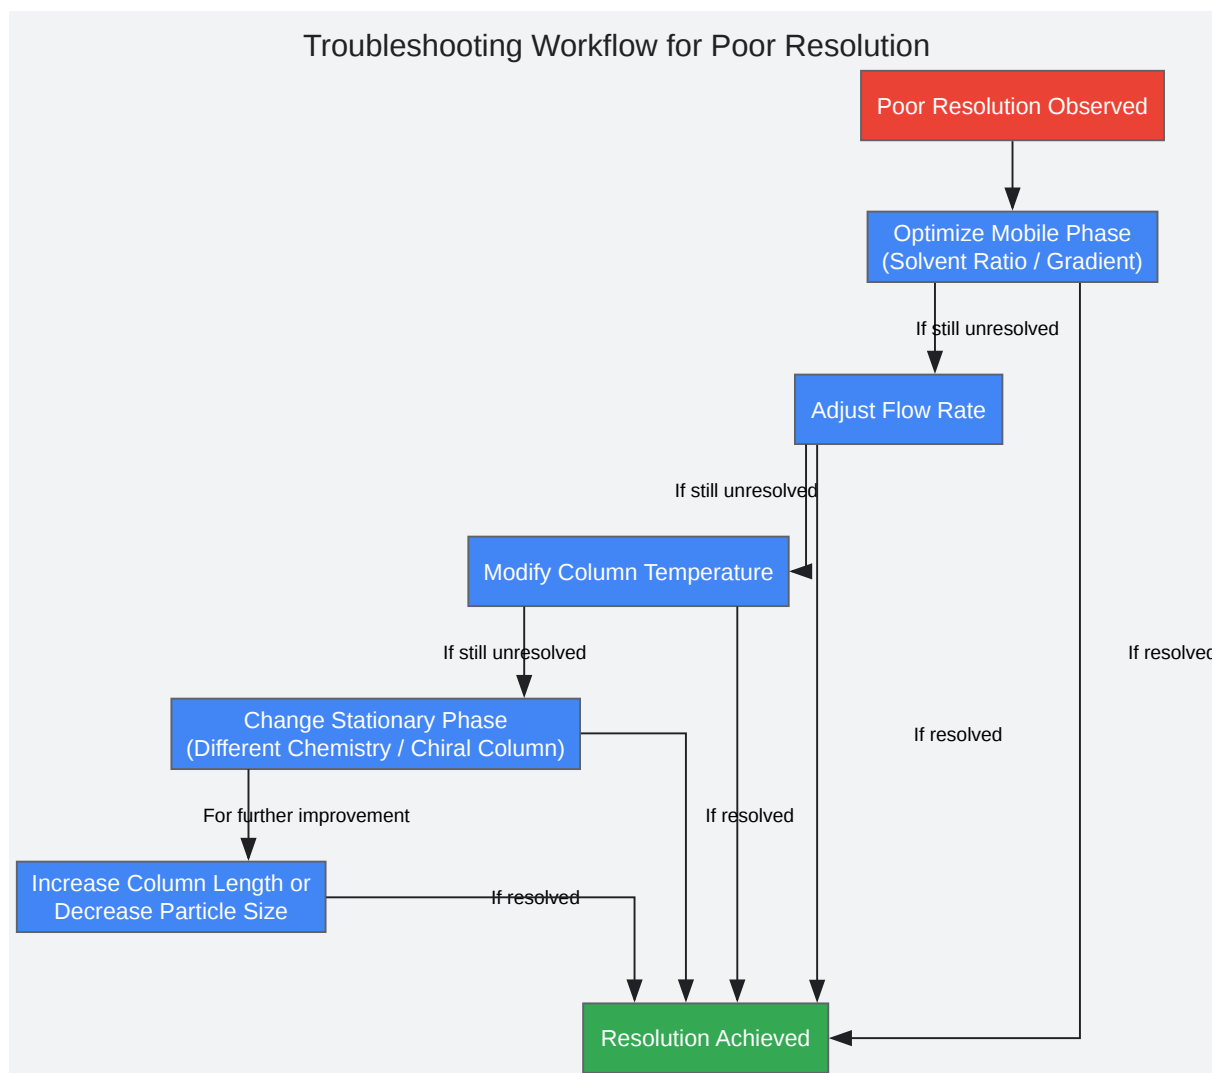 Troubleshooting Workflow for Poor Resolution
Poor Resolution Observed
Optimize Mobile Phase
(Solvent Ratio / Gradient)
If still unresolved
Adjust Flow Rate
If still unresolved
Modify Column Temperature
If still unresolved
If resolved
Change Stationary Phase
(Different Chemistry / Chiral Column)
If resolved
For further improvement
If resolved
Increase Column Length or
Decrease Particle Size
If resolved
Resolution Achieved